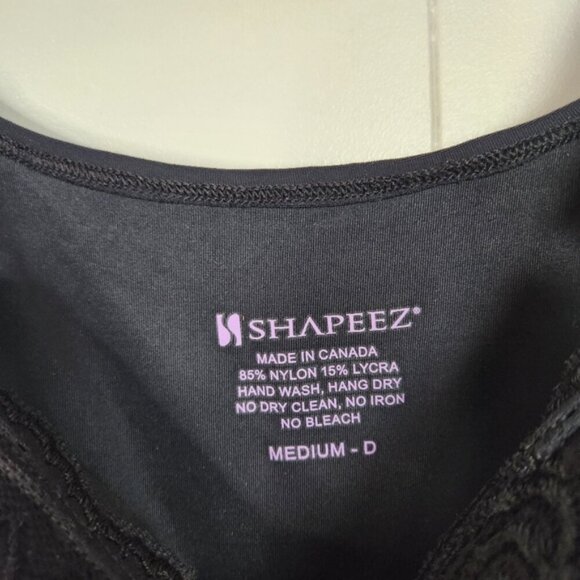 SHAPEEZ®
MADE IN CANADA
85% NYLON 15% LYCRA
HAND WASH, HANG DRY
NO DRY CLEAN, NO IRON
NO BLEACH
MEDIUM - D